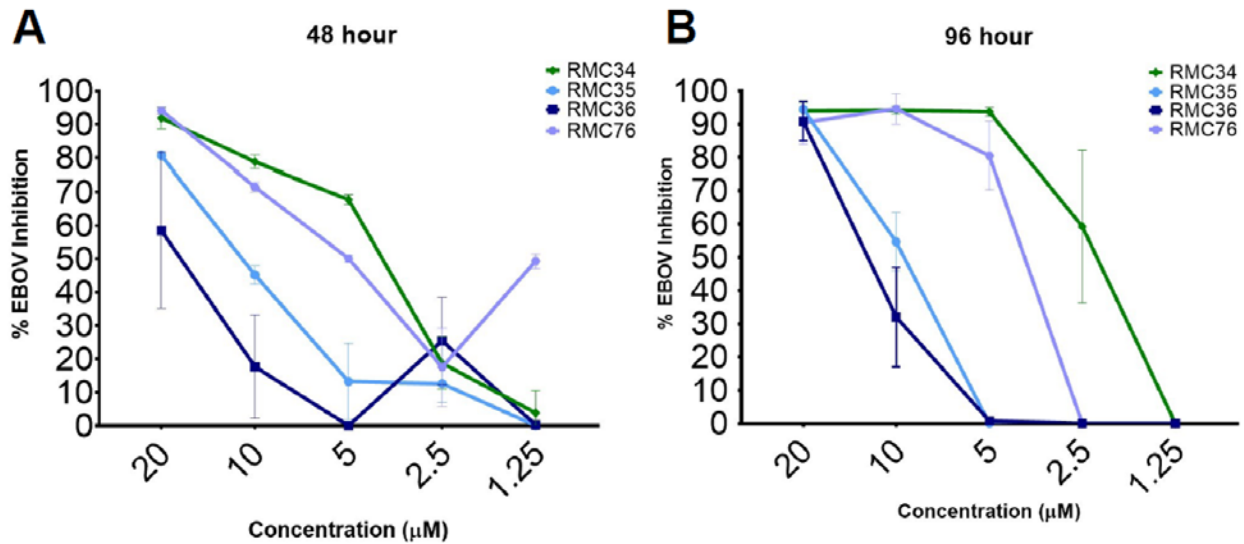 A
48 hour
RMC34
RMC35
RMC36
RMC76
% EBOV Inhibition
100
90
80
70
60
50
40
30
20
10
0
20
10
5
2.5
1.25
Concentration (μM)
B
96 hour
RMC34
RMC35
RMC36
RMC76
% EBOV Inhibition
100
90
80
70
60
50
40
30
20
10
0
20
10
5
2.5
1.25
Concentration (μM)